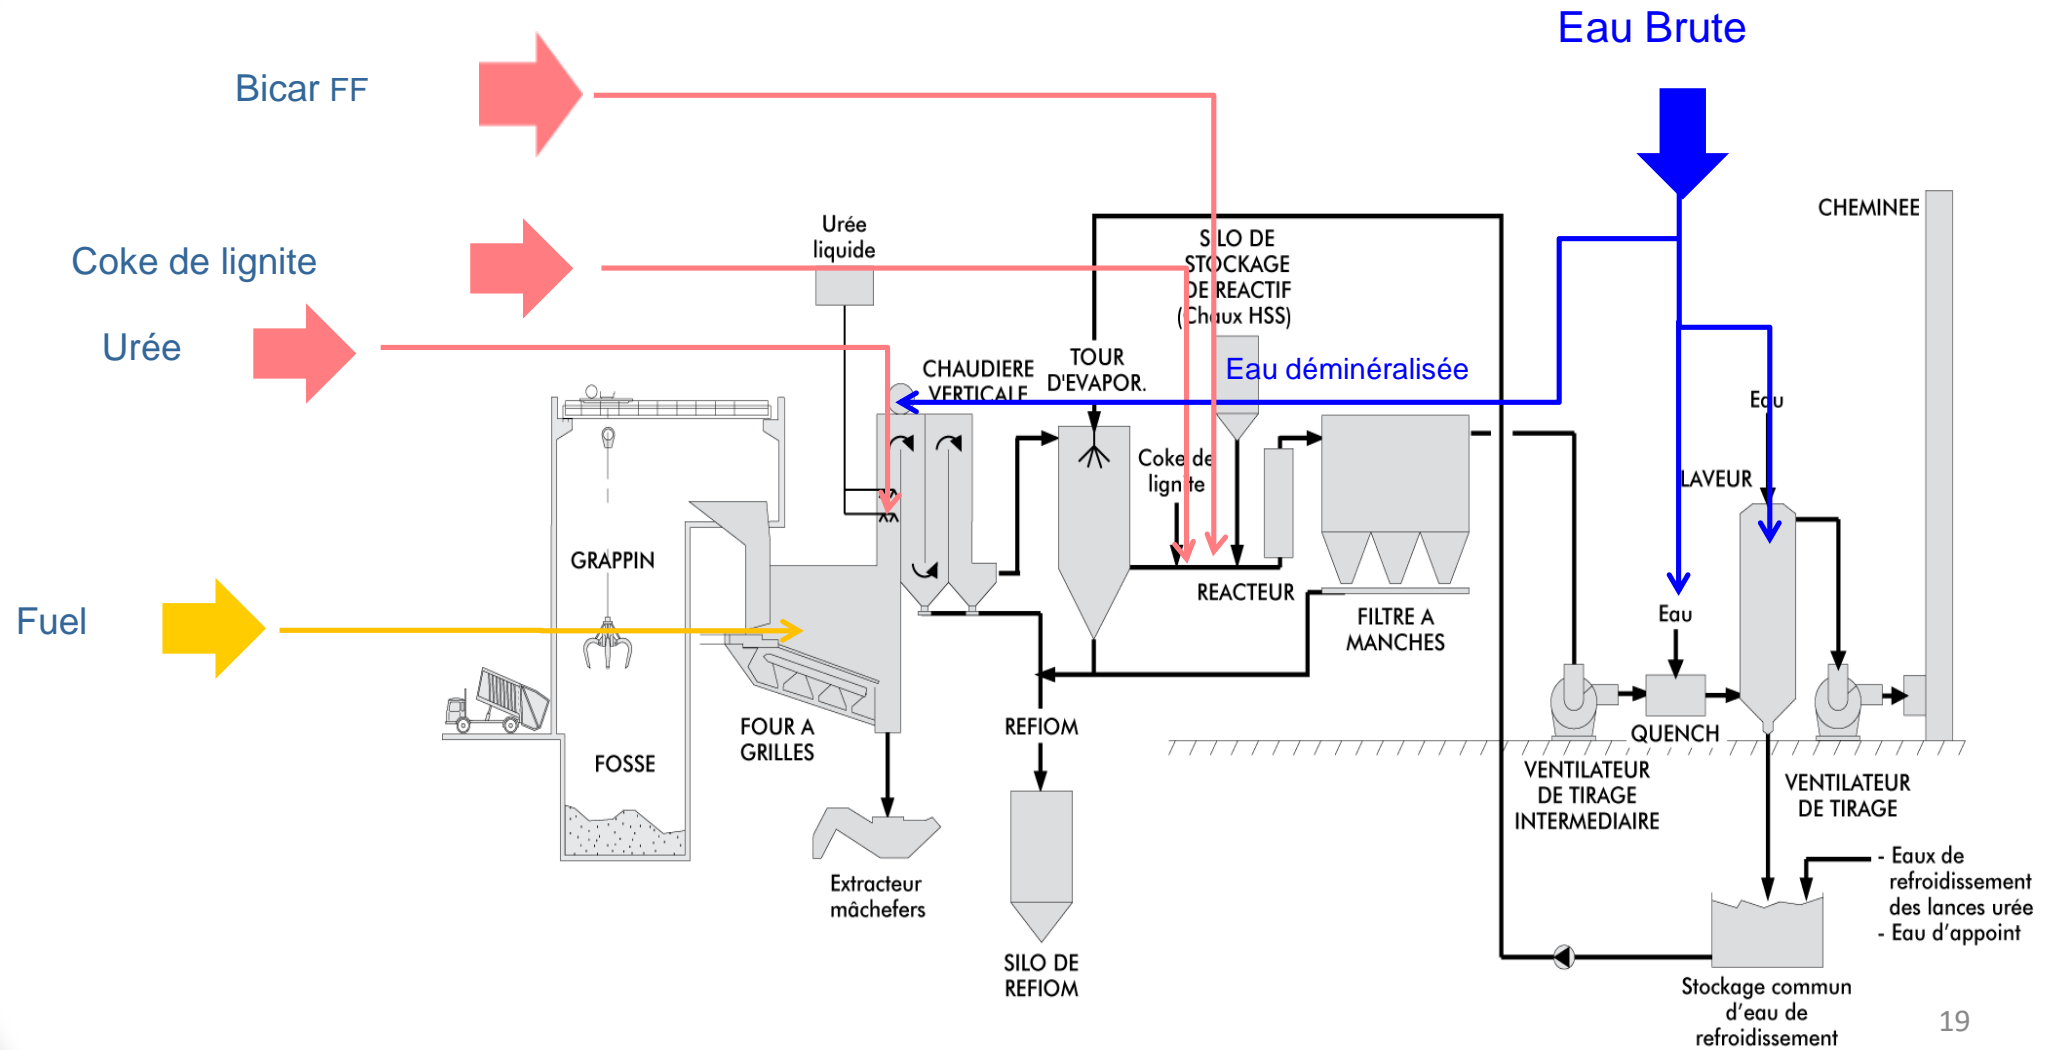 Eau Brute
Bicar FF
CHEMINEE
Urée
liquide
SILO DE
STOCKAGE
DE REACTIF
(Chaux HSS)
Coke de lignite
Urée
TOUR
D'EVAPOR.
CHAUDIERE
VERTICALE
Eau déminéralisée
Eau
Coke de
lignite
LAVEUR
GRAPPIN
REACTEUR
Fuel
FILTRE A
MANCHES
Eau
FOUR A
GRILLES
REFIOM
QUENCH
FOSSE
VENTILATEUR
DE TIRAGE
INTERMEDIAIRE
VENTILATEUR
DE TIRAGE
Extracteur
mâchefers
- Eaux de
refroidissement
des lances urée
- Eau d'appoint
SILO DE
REFIOM
Stockage commun
d'eau de
refroidissement
19